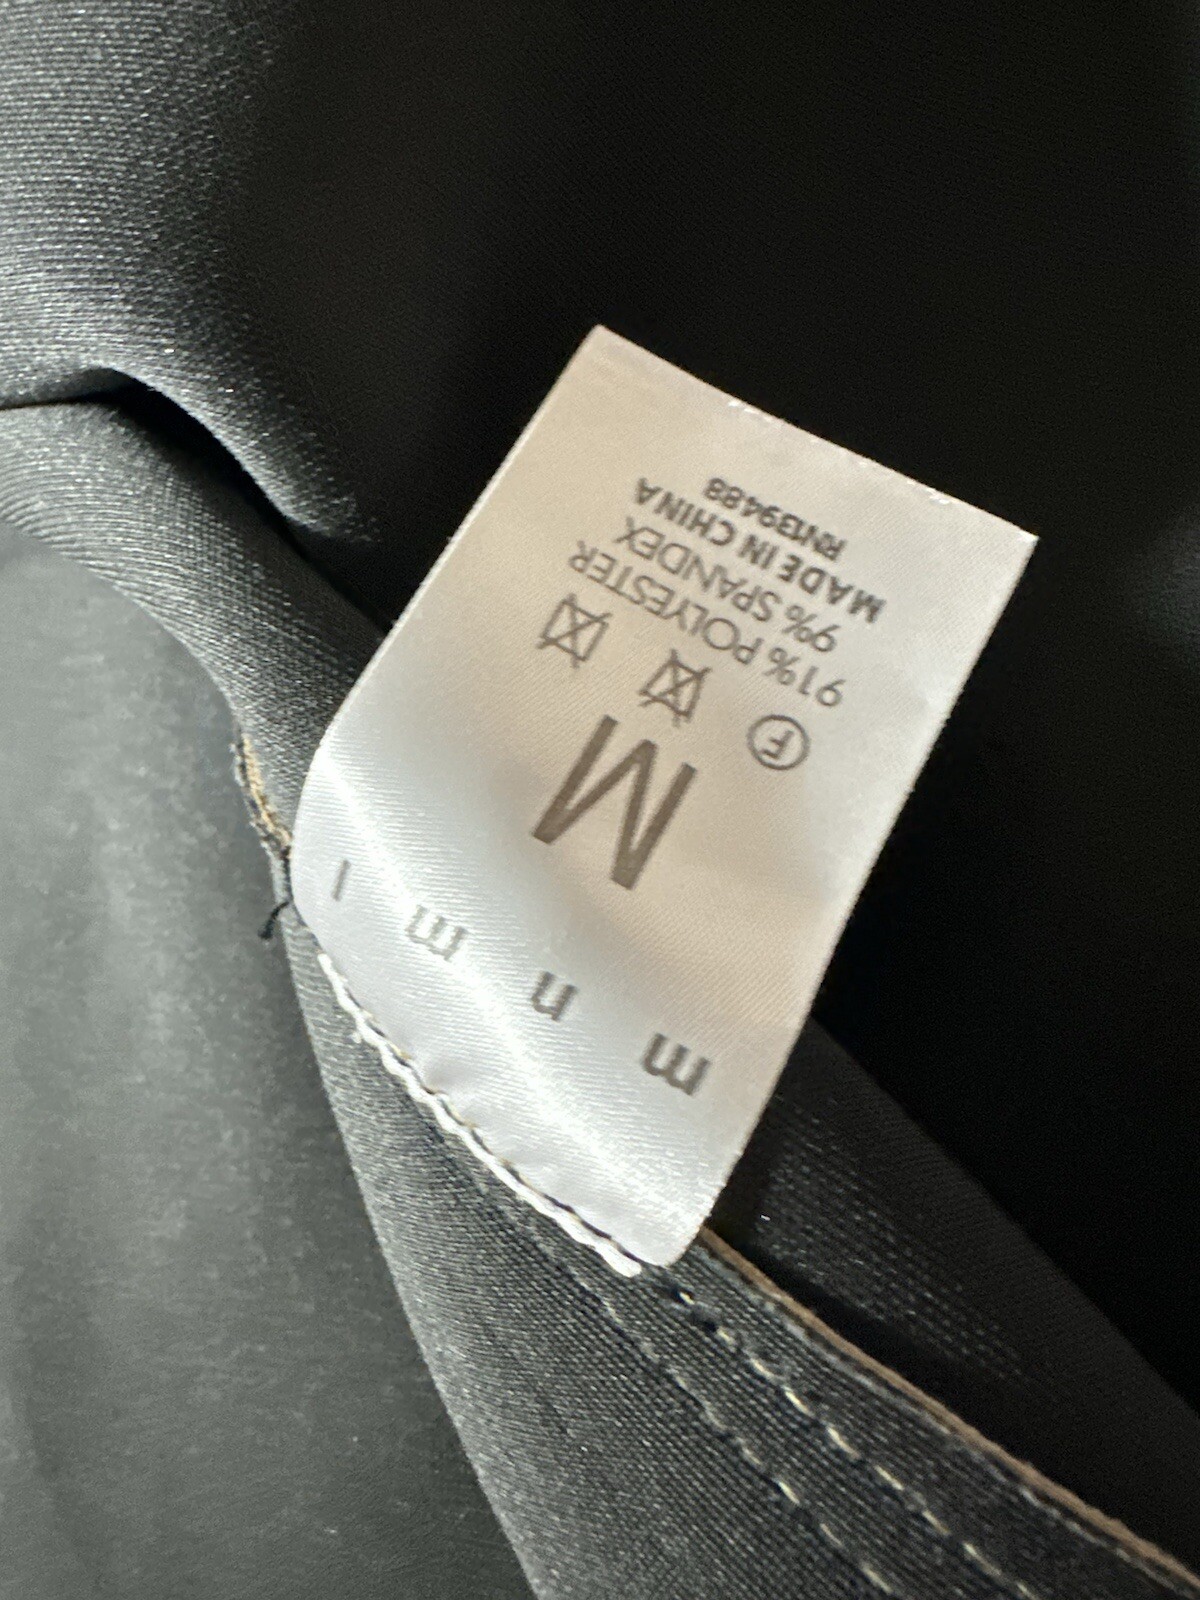 m n m l
M
F
91% POLYESTER
9% SPANDEX
MADE IN CHINA
RN139488